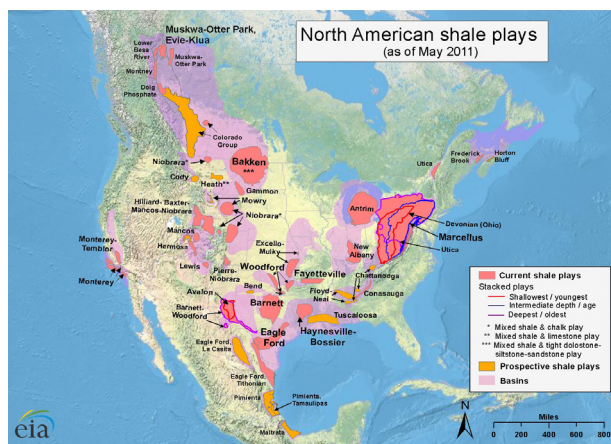 North American shale plays
(as of May 2011)
Muskwa-Otter Park,
Evie-Klua
Lower
Besa
River
Muskwa-
Otter Park
Montney
Doig
Phosphate
Colorado
Group
Niobrara*
Bakken
***
Cody
Heath**
Gammon
Mowry
Hilliard-Baxter-
Mancos-Niobrara
Niobrara*
Mancos
Hermosa
Lewis
Pierre-
Niobrara
Monterey-
Temblor
Monterey
Excello-
Mulky
Woodford
Fayetteville
Bend
Avalon
Barnett-
Woodford
Barnett
Eagle
Ford
Haynesville-
Bossier
Tuscaloosa
Floyd-
Neal
Conasauga
Chattanooga
New
Albany
Antrim
Utica
Frederick
Brook
Horton
Bluff
Devonian (Ohio)
Marcellus
Utica
Eagle Ford,
La Casita
Eagle Ford,
Tithonian
Pimienta
Pimienta,
Tamaulipas
Maltrata
Current shale plays
Stacked plays
Shallowest / youngest
Intermediate depth / age
Deepest / oldest
* Mixed shale & chalk play
** Mixed shale & limestone play
*** Mixed shale & tight dolostone-
siltstone-sandstone play
Prospective shale plays
Basins
N
Miles
0 200 400 600 800
eia